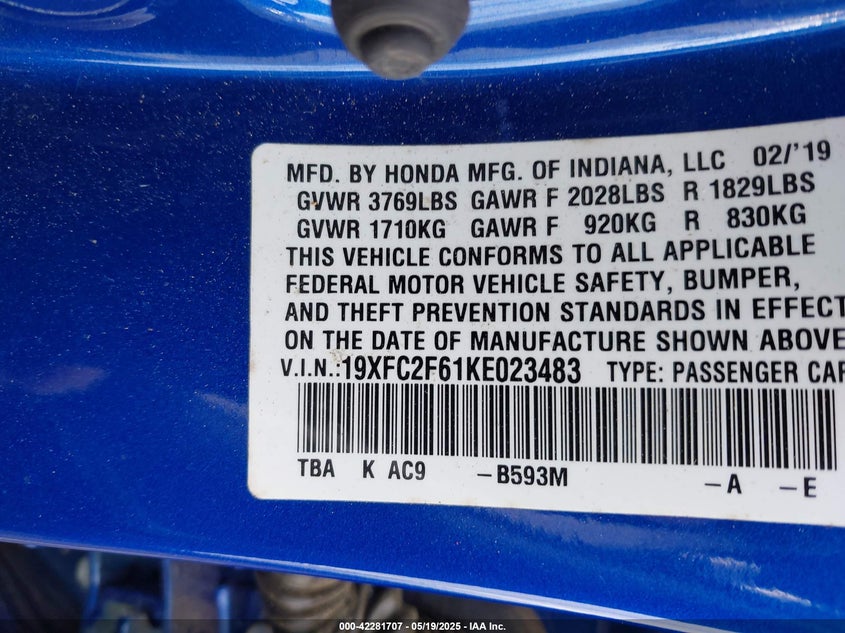 MFD. BY HONDA MFG. OF INDIANA, LLC 02/'19
GVWR 3769LBS GAWR F 2028LBS R 1829LBS
GVWR 1710KG GAWR F 920KG R 830KG
THIS VEHICLE CONFORMS TO ALL APPLICABLE
FEDERAL MOTOR VEHICLE SAFETY, BUMPER,
AND THEFT PREVENTION STANDARDS IN EFFECT
ON THE DATE OF MANUFACTURE SHOWN ABOVE
V.I.N.:19XFC2F61KE023483 TYPE: PASSENGER CAR
TBA K AC9 -B593M -A -E
000-42281707 - 05/19/2025 - IAA Inc.